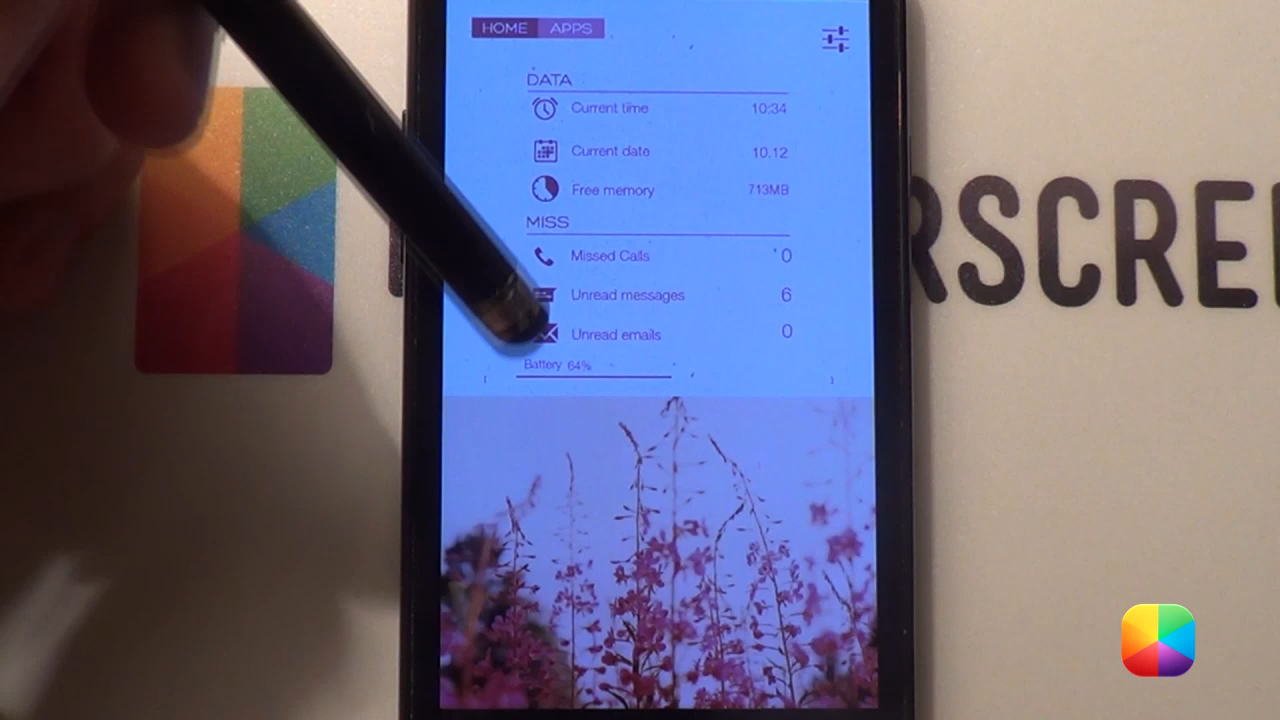 HOME APPS
DATA
Current time 10:34
Current date 10.12
Free memory 713MB
MISS
Missed Calls 0
Unread messages 6
Unread emails 0
Battery 64%
RSCREE